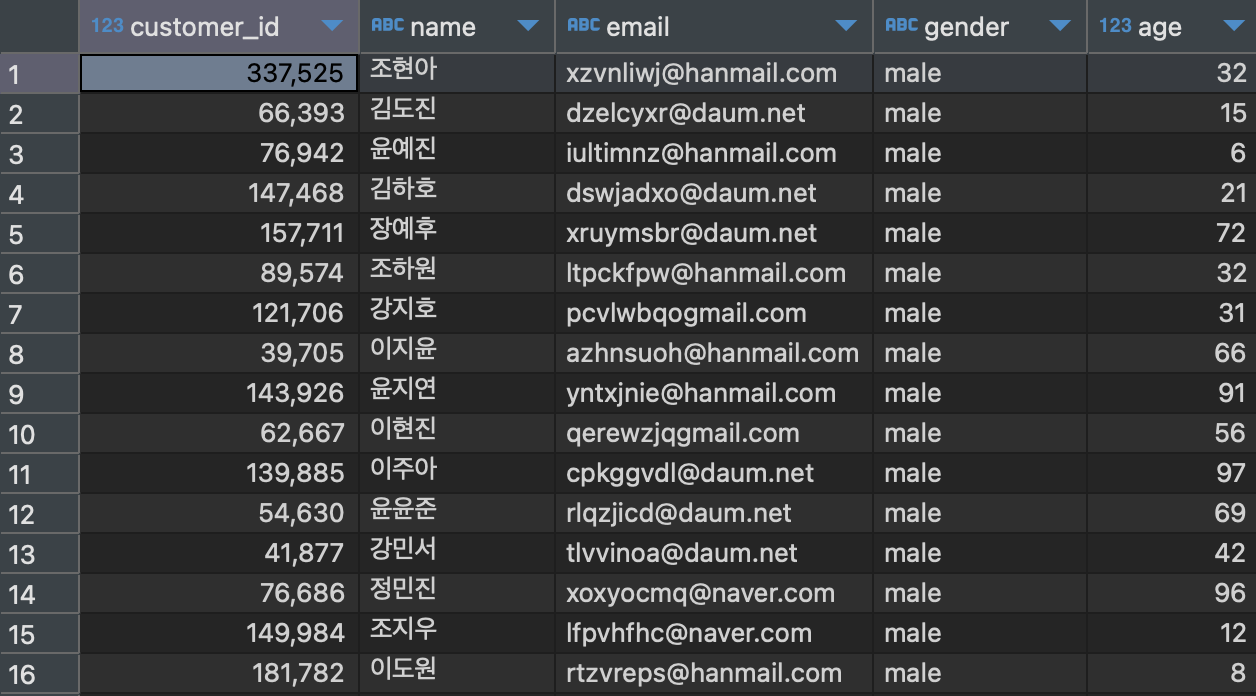 123 customer_id ABC name ABC email ABC gender 123 age
1 337,525 조현아 xzvnliwj@hanmail.com male 32
2 66,393 김도진 dzelcyxr@daum.net male 15
3 76,942 윤예진 iultimnz@hanmail.com male 6
4 147,468 김하호 dswjadxo@daum.net male 21
5 157,711 장예후 xruymsbr@daum.net male 72
6 89,574 조하원 ltpckfpw@hanmail.com male 32
7 121,706 강지호 pcvlwbqogmail.com male 31
8 39,705 이지윤 azhnsuoh@hanmail.com male 66
9 143,926 윤지연 yntxjnie@hanmail.com male 91
10 62,667 이현진 qerewzjqgmail.com male 56
11 139,885 이주아 cpkggvdl@daum.net male 97
12 54,630 윤윤준 rlqzjicd@daum.net male 69
13 41,877 강민서 tlvvinoa@daum.net male 42
14 76,686 정민진 xoxyocmq@naver.com male 96
15 149,984 조지우 lfpvhfhc@naver.com male 12
16 181,782 이도원 rtzvreps@hanmail.com male 8